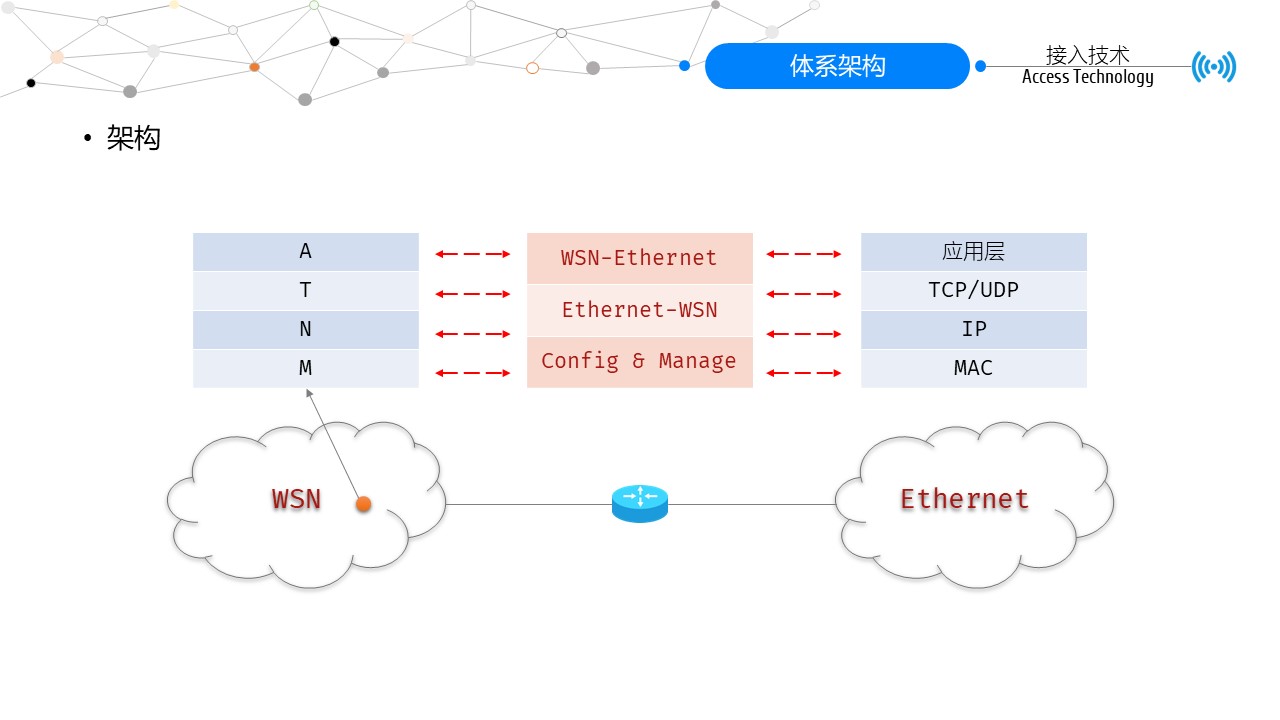 体系架构
接入技术
Access Technology
• 架构
A
T
N
M
WSN-Ethernet
Ethernet-WSN
Config & Manage
应用层
TCP/UDP
IP
MAC
WSN
Ethernet